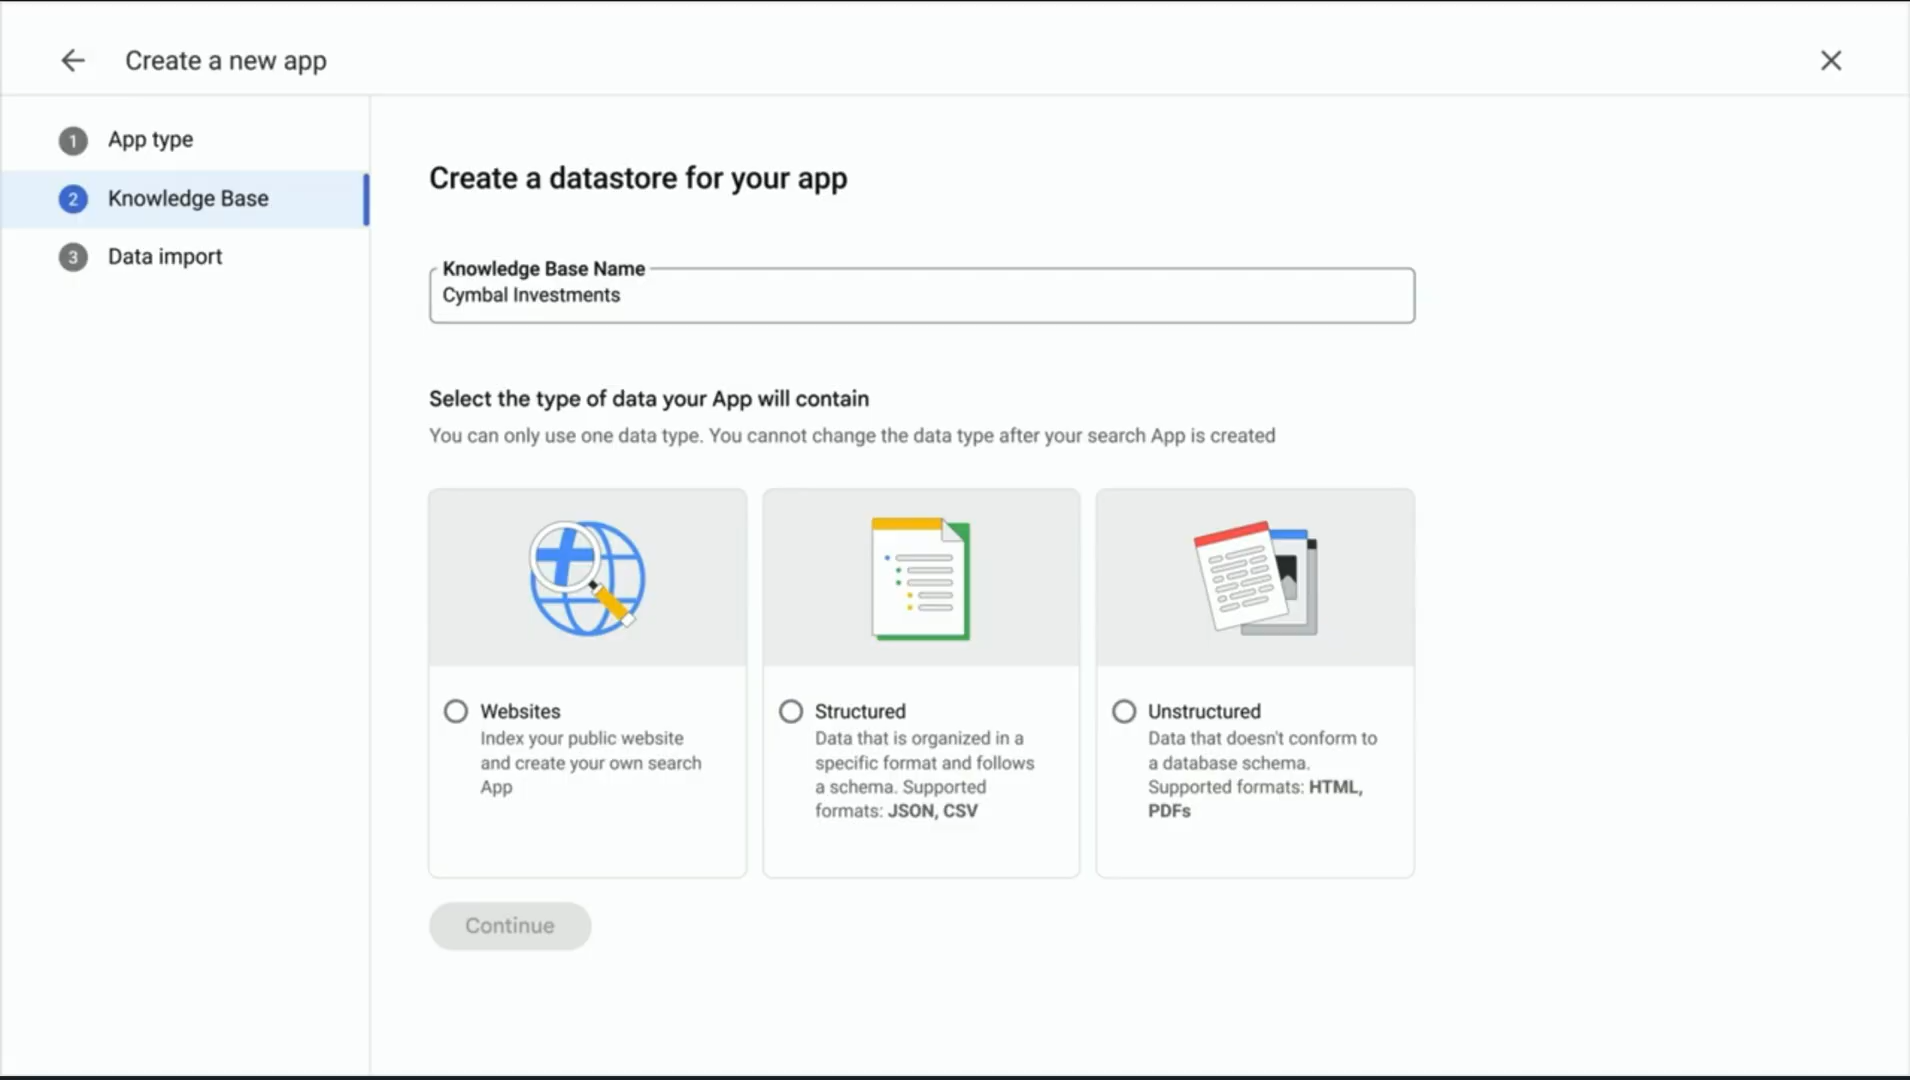 Create a new app
1 App type
2 Knowledge Base
3 Data import
Create a datastore for your app
Knowledge Base Name
Cymbal Investments
Select the type of data your App will contain
You can only use one data type. You cannot change the data type after your search App is created
Websites
Index your public website
and create your own search
App
Structured
Data that is organized in a
specific format and follows
a schema. Supported
formats: JSON, CSV
Unstructured
Data that doesn't conform to
a database schema.
Supported formats: HTML,
PDFs
Continue